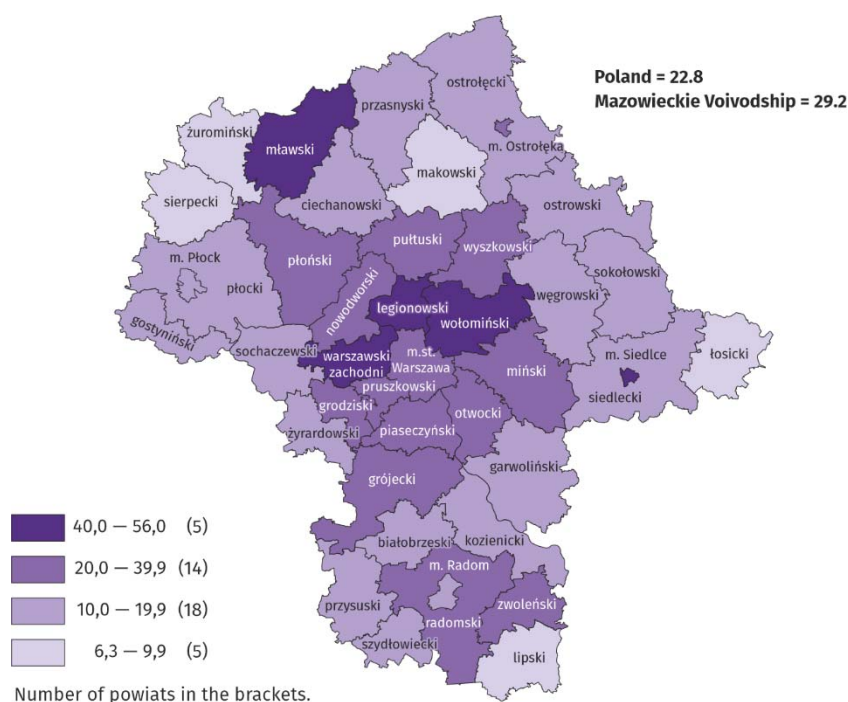 Poland = 22.8
Mazowieckie Voivodship = 29.2
ostrołęcki
przasnyski
żuromiński
mławski
m. Ostrołęka
makowski
sierpecki
ciechanowski
ostrowski
pułtuski
wyszkowski
m. Płock
płoński
sokołowski
płocki
nowodworski
węgrowski
legionowski
wołomiński
gostyniński
sochaczewski
warszawski
zachodni
m.st.
Warszawa
m. Siedlce
łosicki
miński
pruszkowski
siedlecki
grodziski
otwocki
żyrardowski
piaseczyński
garwoliński
grójecki
białobrzeski
kozienicki
m. Radom
przysuski
zwoleński
radomski
szydłowiecki
lipski
40,0 — 56,0 (5)
20,0 — 39,9 (14)
10,0 — 19,9 (18)
6,3 — 9,9 (5)
Number of powiats in the brackets.